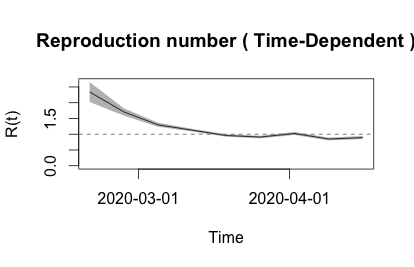 Reproduction number ( Time-Dependent )
R(t)
1.5
0.0
2020-03-01
2020-04-01
Time